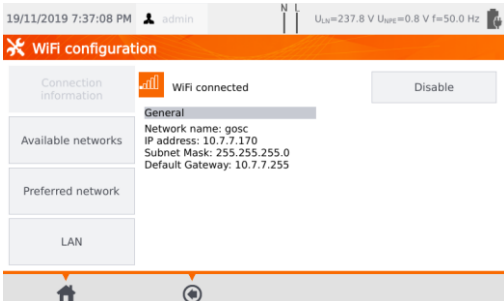 19/11/2019 7:37:08 PM admin N L U_LN=237.8 V U_NPE=0.8 V f=50.0 Hz
WiFi configuration
Connection
information
WiFi connected
Disable
General
Network name: gosc
IP address: 10.7.7.170
Subnet Mask: 255.255.255.0
Default Gateway: 10.7.7.255
Available networks
Preferred network
LAN